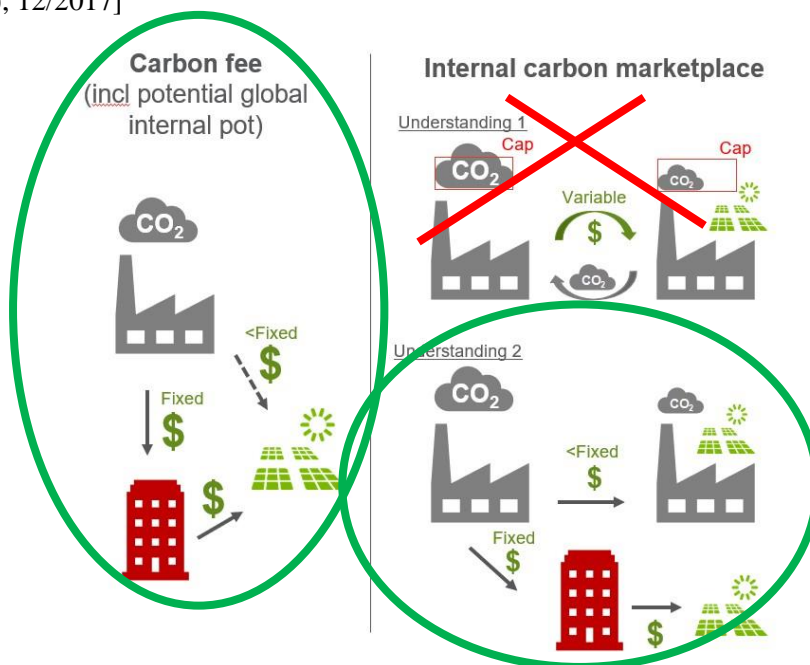 , 12/2017]
Carbon fee
(incl potential global
internal pot)
CO2
<Fixed
$
Fixed
$
$
Internal carbon marketplace
Understanding 1
Cap
CO2
Cap
CO2
Variable
$
CO2
Understanding 2
CO2
CO2
<Fixed
$
Fixed
$
$